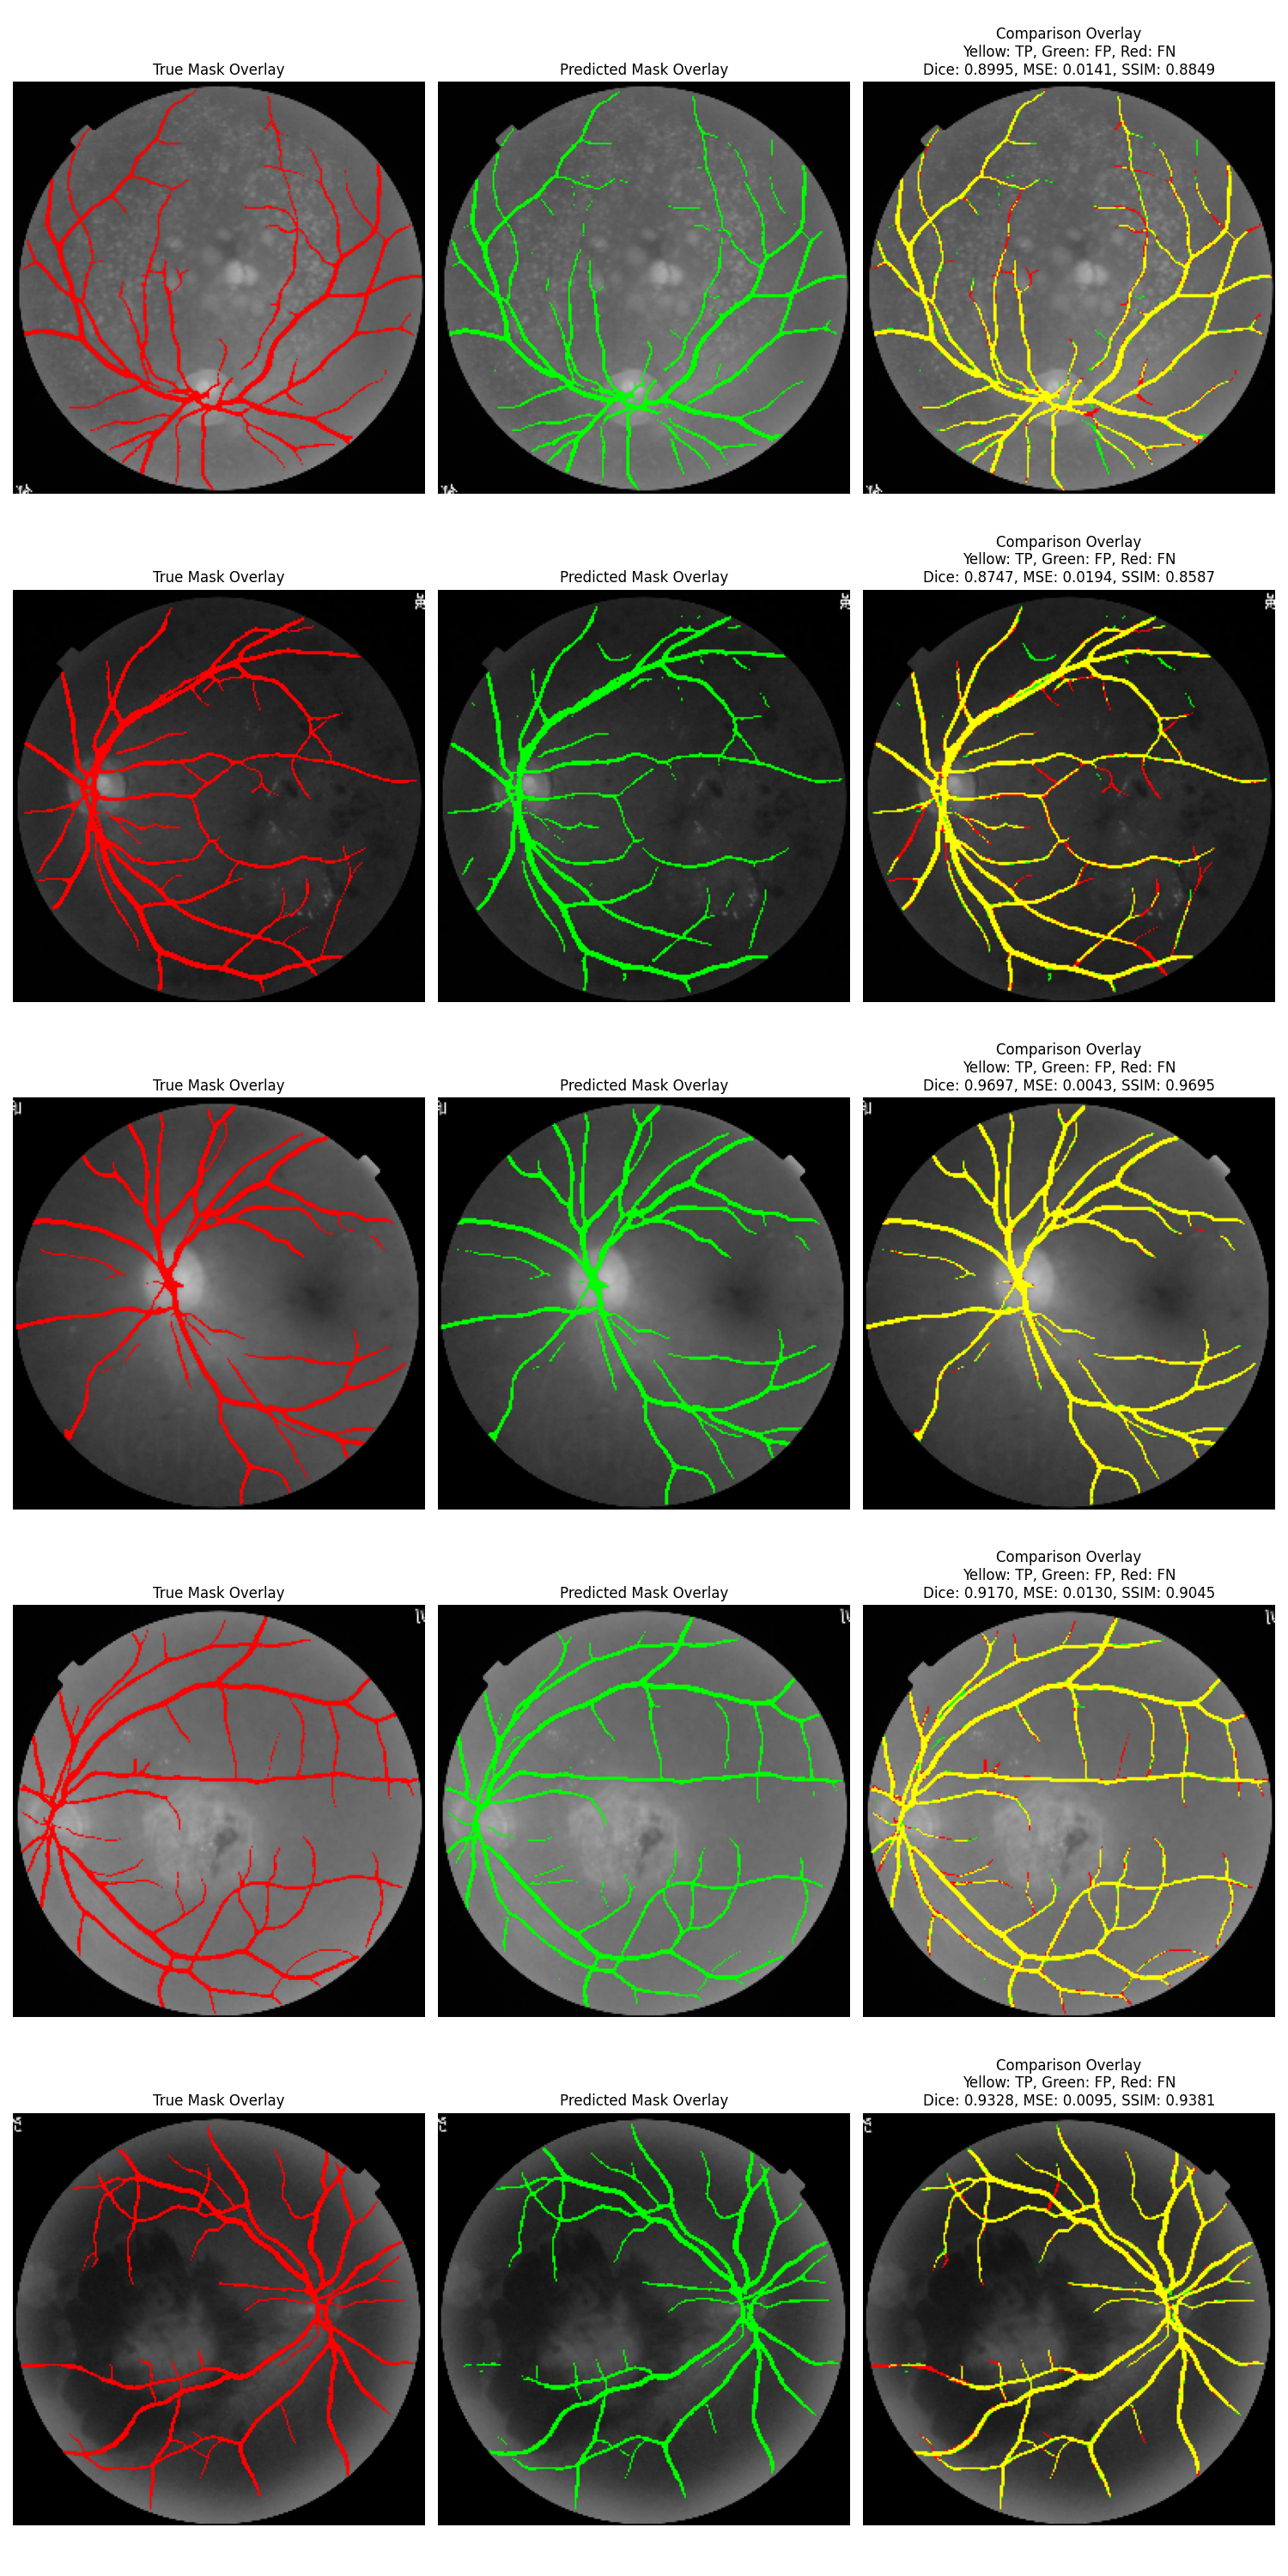 Comparison Overlay
Yellow: TP, Green: FP, Red: FN
True Mask Overlay
Predicted Mask Overlay
Dice: 0.8995, MSE: 0.0141, SSIM: 0.8849
Comparison Overlay
Yellow: TP, Green: FP, Red: FN
True Mask Overlay
Predicted Mask Overlay
Dice: 0.8747, MSE: 0.0194, SSIM: 0.8587
Comparison Overlay
Yellow: TP, Green: FP, Red: FN
True Mask Overlay
Predicted Mask Overlay
Dice: 0.9697, MSE: 0.0043, SSIM: 0.9695
Comparison Overlay
Yellow: TP, Green: FP, Red: FN
True Mask Overlay
Predicted Mask Overlay
Dice: 0.9170, MSE: 0.0130, SSIM: 0.9045
Comparison Overlay
Yellow: TP, Green: FP, Red: FN
True Mask Overlay
Predicted Mask Overlay
Dice: 0.9328, MSE: 0.0095, SSIM: 0.9381